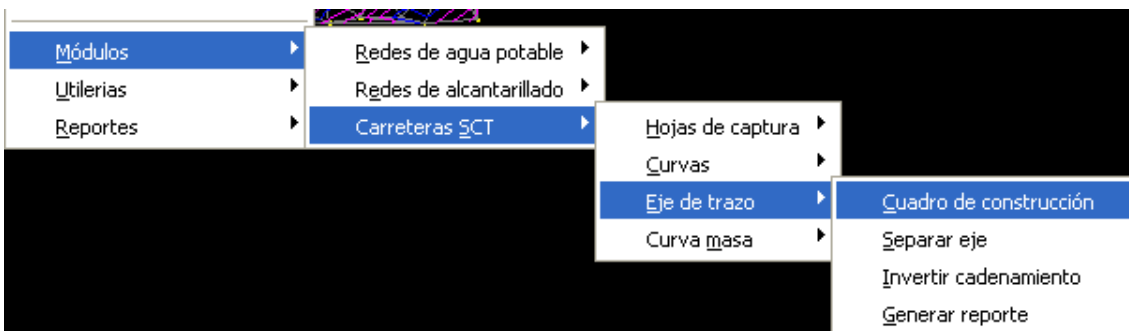 Módulos
Utilerias
Reportes
Redes de agua potable
Redes de alcantarillado
Carreteras SCT
Hojas de captura
Curvas
Eje de trazo
Curva masa
Cuadro de construcción
Separar eje
Invertir cadenamiento
Generar reporte